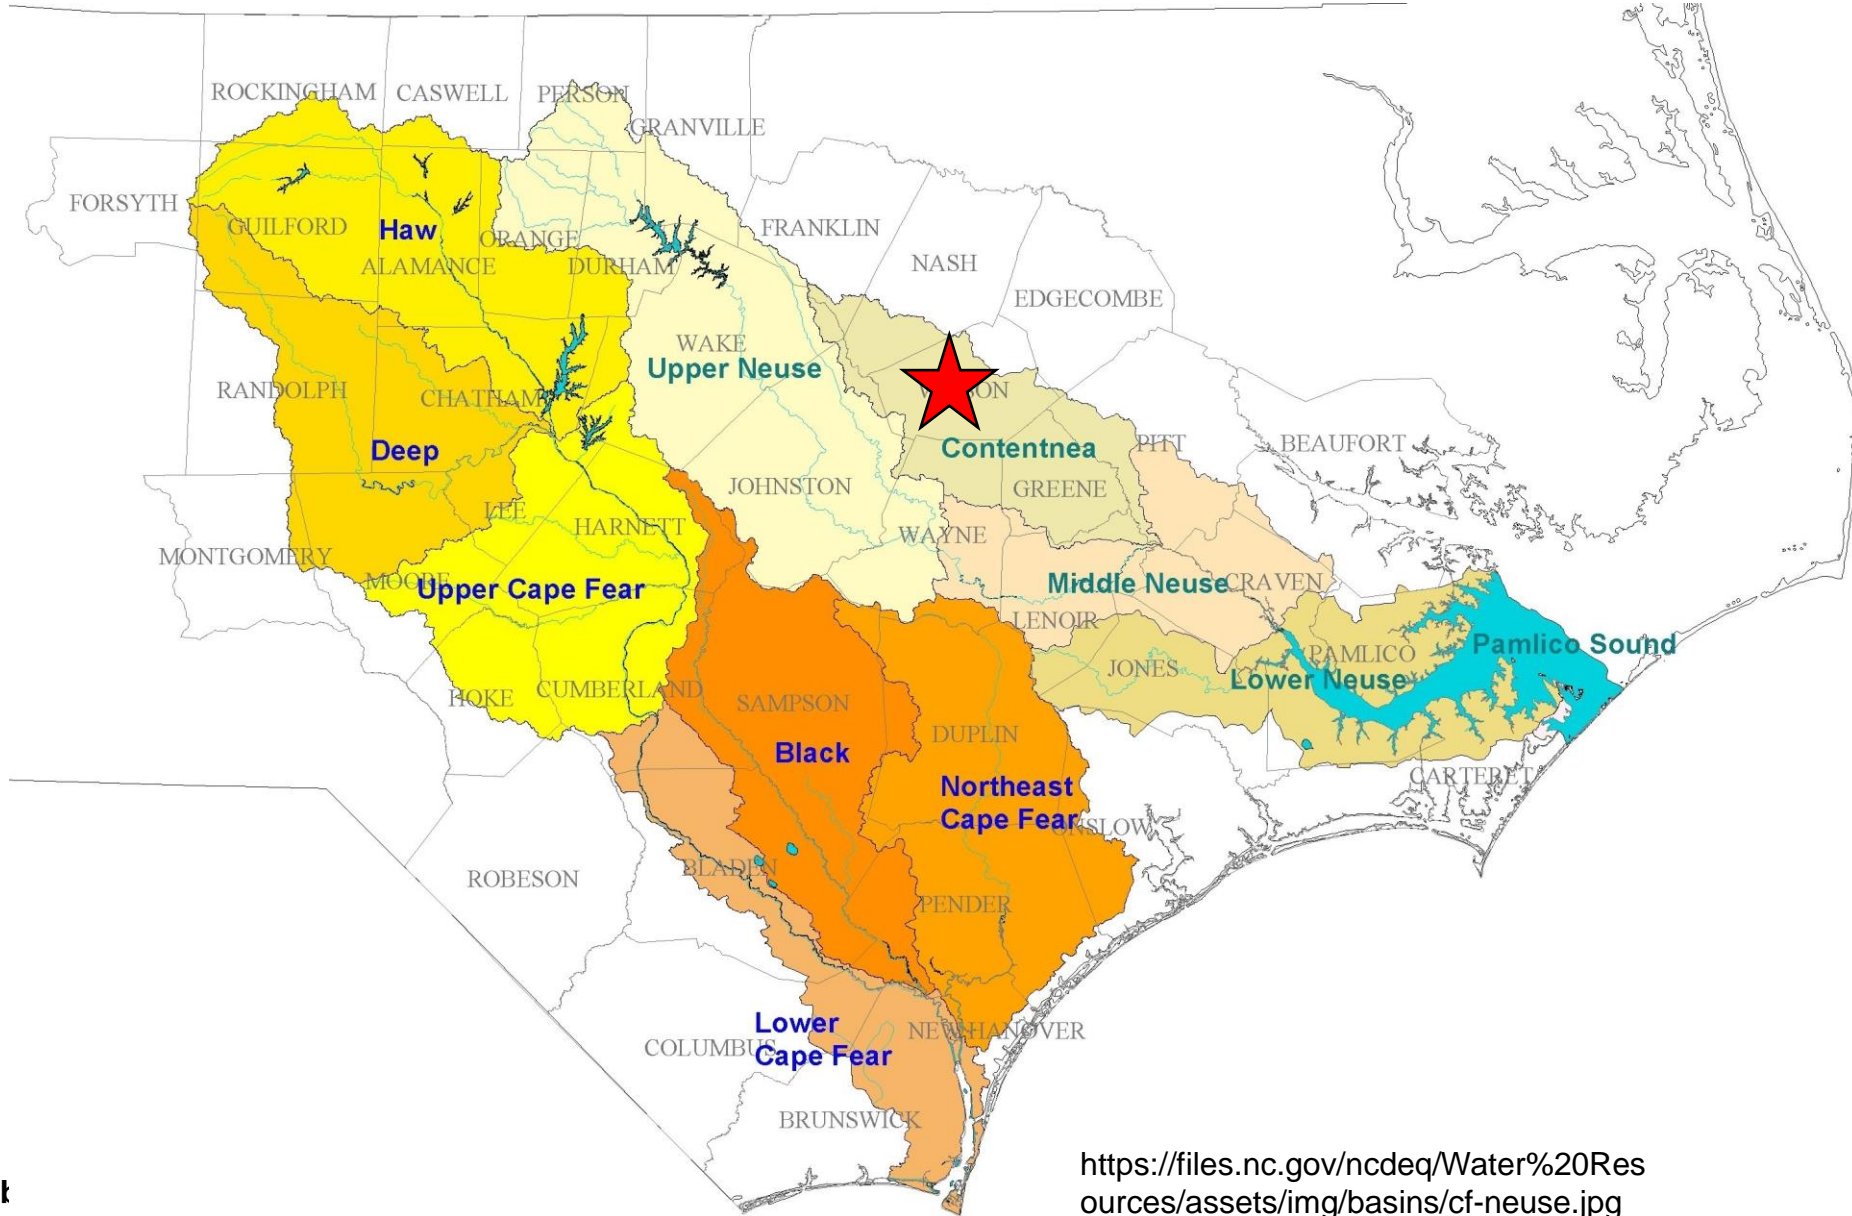 ROCKINGHAM
CASWELL
PERSON
GRANVILLE
FORSYTH
GUILFORD
Haw
ORANGE
FRANKLIN
ALAMANCE
DURHAM
NASH
EDGECOMBE
WAKE
Upper Neuse
RANDOLPH
CHATHAM
Deep
Contentnea
PITT
BEAUFORT
JOHNSTON
GREENE
LEE
HARNETT
WAYNE
MONTGOMERY
MOORE
Upper Cape Fear
Middle Neuse
CRAVEN
LENOIR
Pamlico Sound
PAMLICO
JONES
Lower Neuse
HOKE
CUMBERLAND
SAMPSON
DUPLIN
Black
CARTERET
Northeast
Cape Fear
ONSLOW
ROBESON
BLADEN
PENDER
Lower
Cape Fear
NEW HANOVER
COLUMBUS
BRUNSWICK
https://files.nc.gov/ncdeq/Water%20Res
ources/assets/img/basins/cf-neuse.jpg